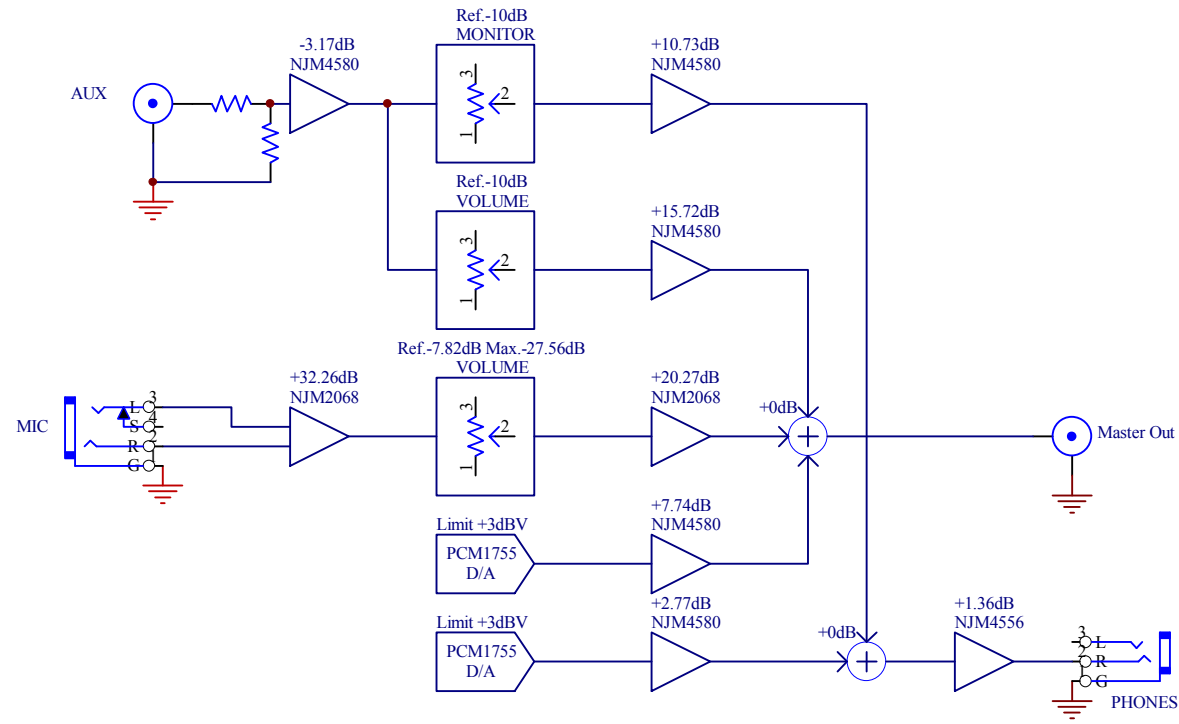 Ref.-10dB
MONITOR
-3.17dB
NJM4580
+10.73dB
NJM4580
AUX
3
2
1
Ref.-10dB
VOLUME
+15.72dB
NJM4580
3
2
1
Ref.-7.82dB Max.-27.56dB
VOLUME
+32.26dB
NJM2068
+20.27dB
NJM2068
3
2
1
+0dB
MIC
L
3
S
4
R
2
G
1
Master Out
Limit +3dBV
PCM1755
D/A
+7.74dB
NJM4580
Limit +3dBV
PCM1755
D/A
+2.77dB
NJM4580
+0dB
+1.36dB
NJM4556
3
L
2
R
1
G
PHONES